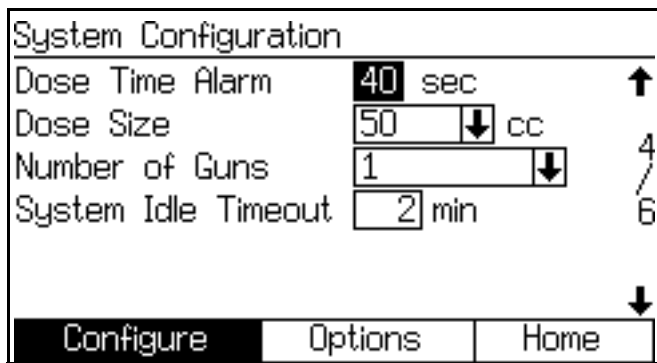 System Configuration
Dose Time Alarm 40 sec
Dose Size 50 cc
Number of Guns 1
System Idle Timeout 2 min
4/6
Configure Options Home